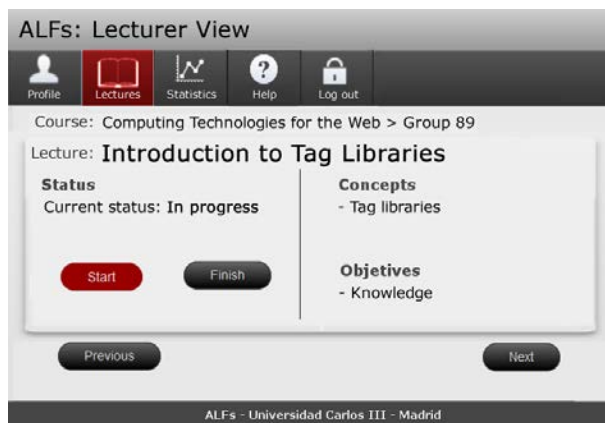 ALFs: Lecturer View
Profile Lectures Statistics Help Log out
Course: Computing Technologies for the Web > Group 89
Lecture: Introduction to Tag Libraries
Status
Current status: In progress
Start Finish
Concepts
- Tag libraries
Objetives
- Knowledge
Previous Next
ALFs - Universidad Carlos III - Madrid